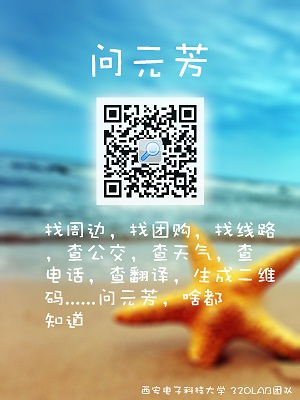 问元芳
找周边，找团购，找线路
，查公交，查天气，查
电话，查翻译，生成二维
码......问元芳，啥都
知道
西安电子科技大学 320LAB团队